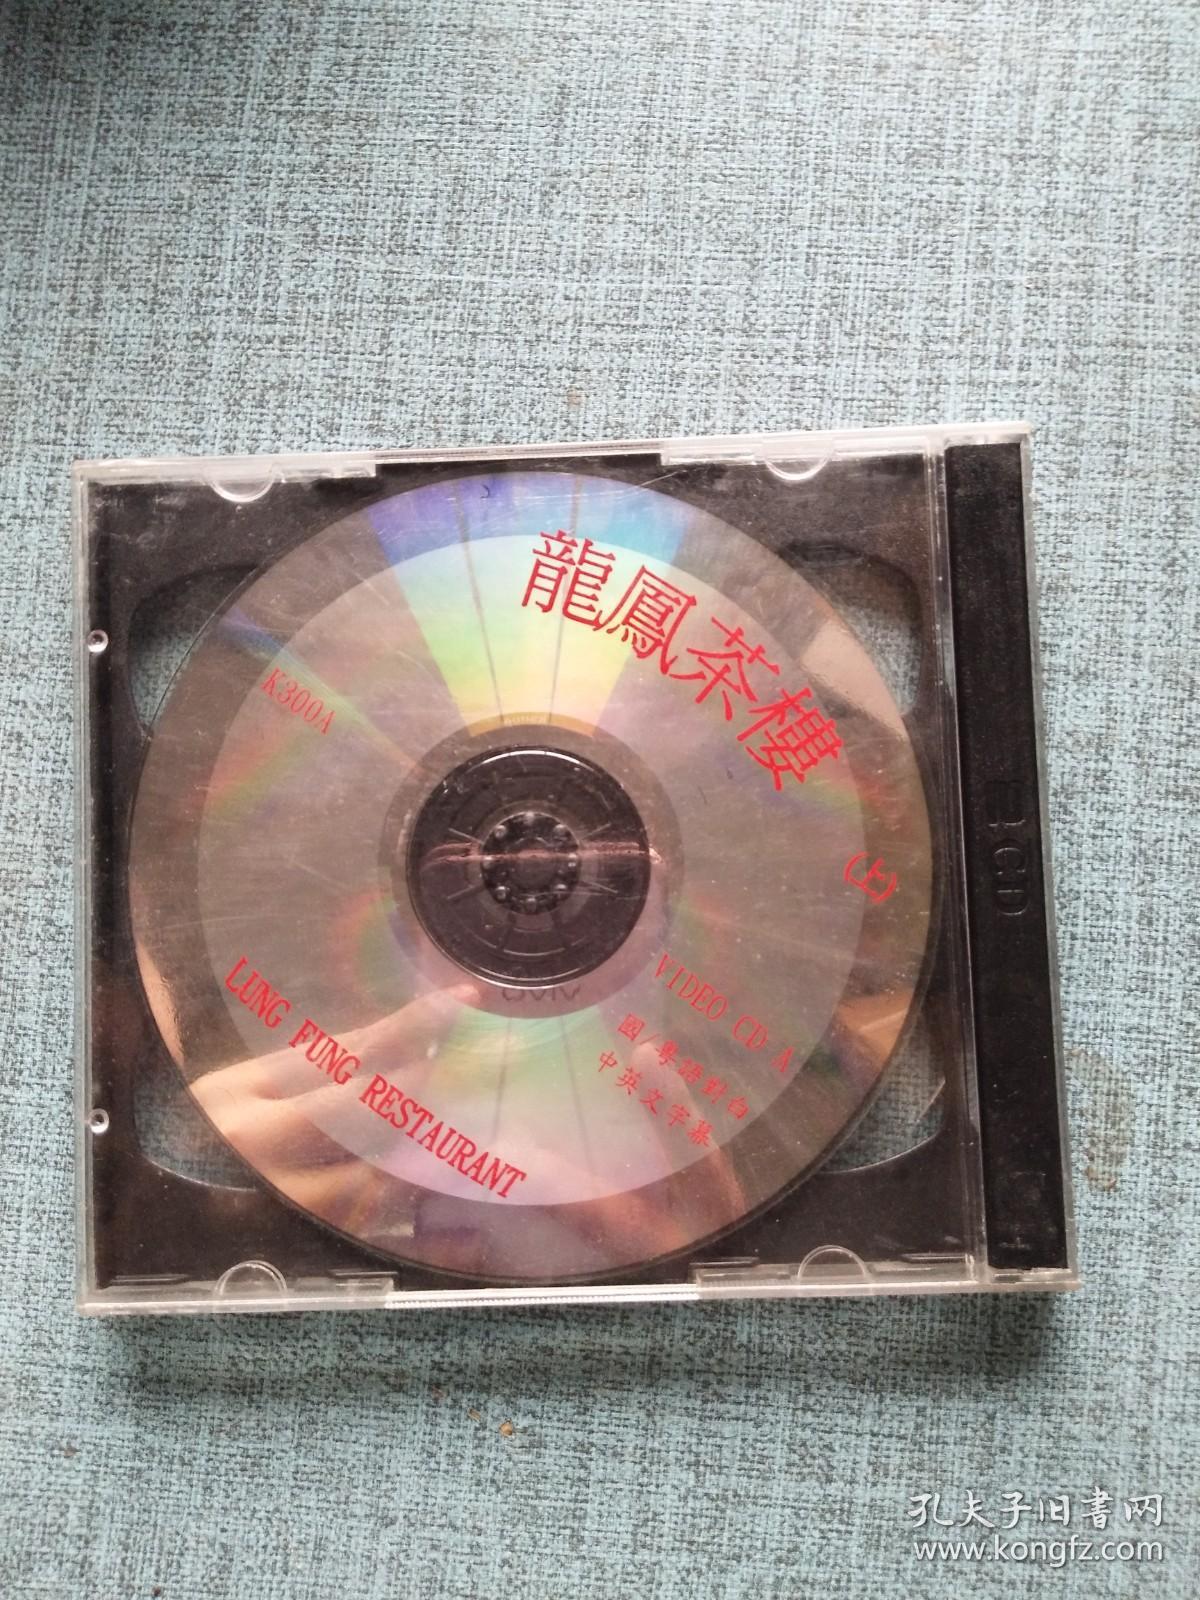 龍鳳茶樓
(上)
K300A
VIDEO CD A
國/粵語對白
中英文字幕
LUNG FUNG RESTAURANT
CD
孔夫子旧書网
www.kongfz.com